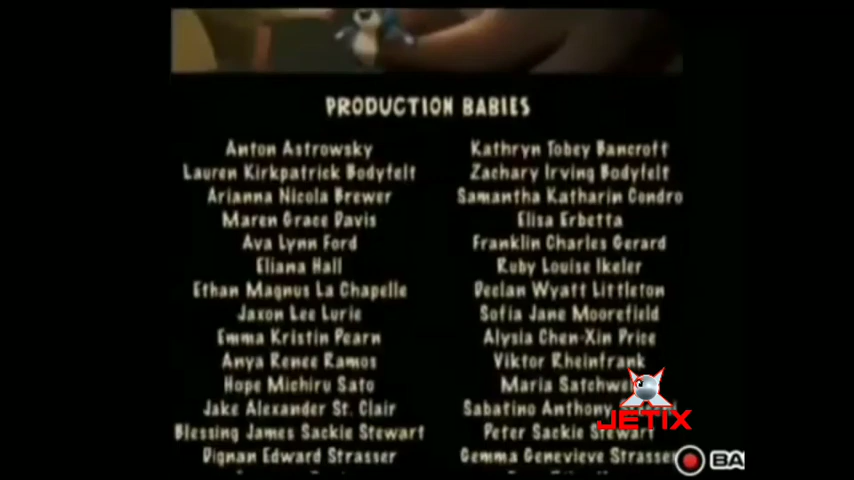 PRODUCTION BABIES
Anton Astrowsky Kathryn Tobey Bancroft
Lauren Kirkpatrick Bodyfelt Zachary Irving Bodyfelt
Arianna Nicola Brewer Samantha Katharin Condro
Maren Grace Davis Elisa Erbetta
Ava Lynn Ford Franklin Charles Gerard
Eliana Hall Ruby Louise Ikeler
Ethan Magnus La Chapelle Declan Wyatt Littleton
Jaxon Lee Lurie Sofia Jane Moorefield
Emma Kristin Pearn Alysia Chen-Xin Price
Anya Renee Ramos Viktor Rheinfrank
Hope Michiru Sato Maria
Jake Alexander St. Clair Sabatino Anthony
JETIX
Blessing James Sackie Stewart Peter Sackie Stewart
Dignan Edward Strasser Gemma Genevieve Strasser
BA